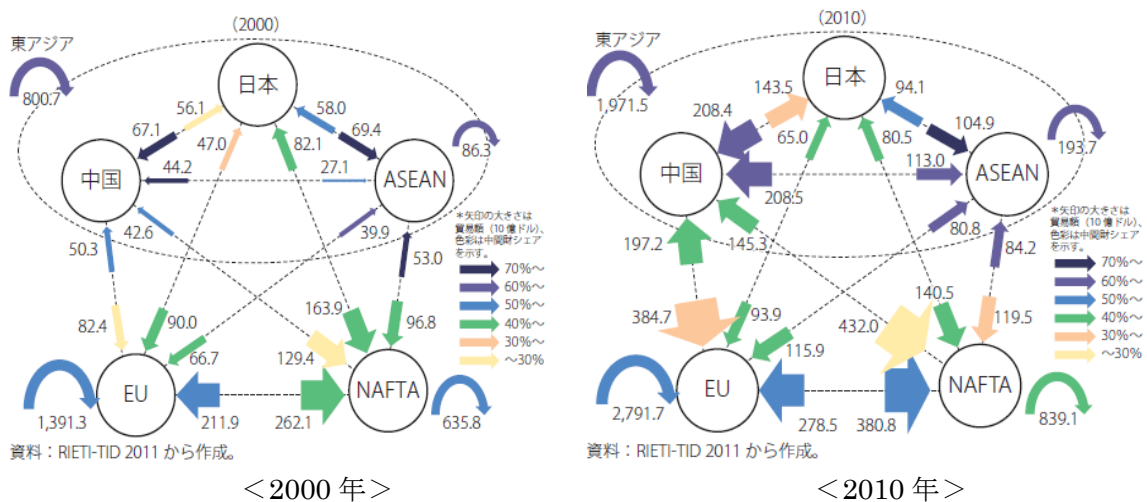 (2000)
東アジア
800.7
日本
56.1
58.0
67.1
47.0
82.1
69.4
86.3
中国
44.2
27.1
ASEAN
50.3
42.6
39.9
53.0
*矢印の大きさは
貿易額(10億ドル)、
色彩は中間財シェア
を示す。
70%~
60%~
50%~
40%~
30%~
~30%
82.4
90.0
66.7
163.9
96.8
129.4
EU
NAFTA
1,391.3
211.9
262.1
635.8
資料:RIETI-TID 2011 から作成。
<2000 年>
(2010)
東アジア
1,971.5
日本
143.5
94.1
208.4
65.0
80.5
104.9
193.7
中国
113.0
ASEAN
208.5
197.2
145.3
80.8
84.2
*矢印の大きさは
貿易額(10億ドル)、
色彩は中間財シェア
を示す。
70%~
60%~
50%~
40%~
30%~
~30%
384.7
93.9
115.9
432.0
140.5
119.5
EU
NAFTA
2,791.7
278.5
380.8
839.1
資料:RIETI-TID 2011 から作成。
<2010 年>